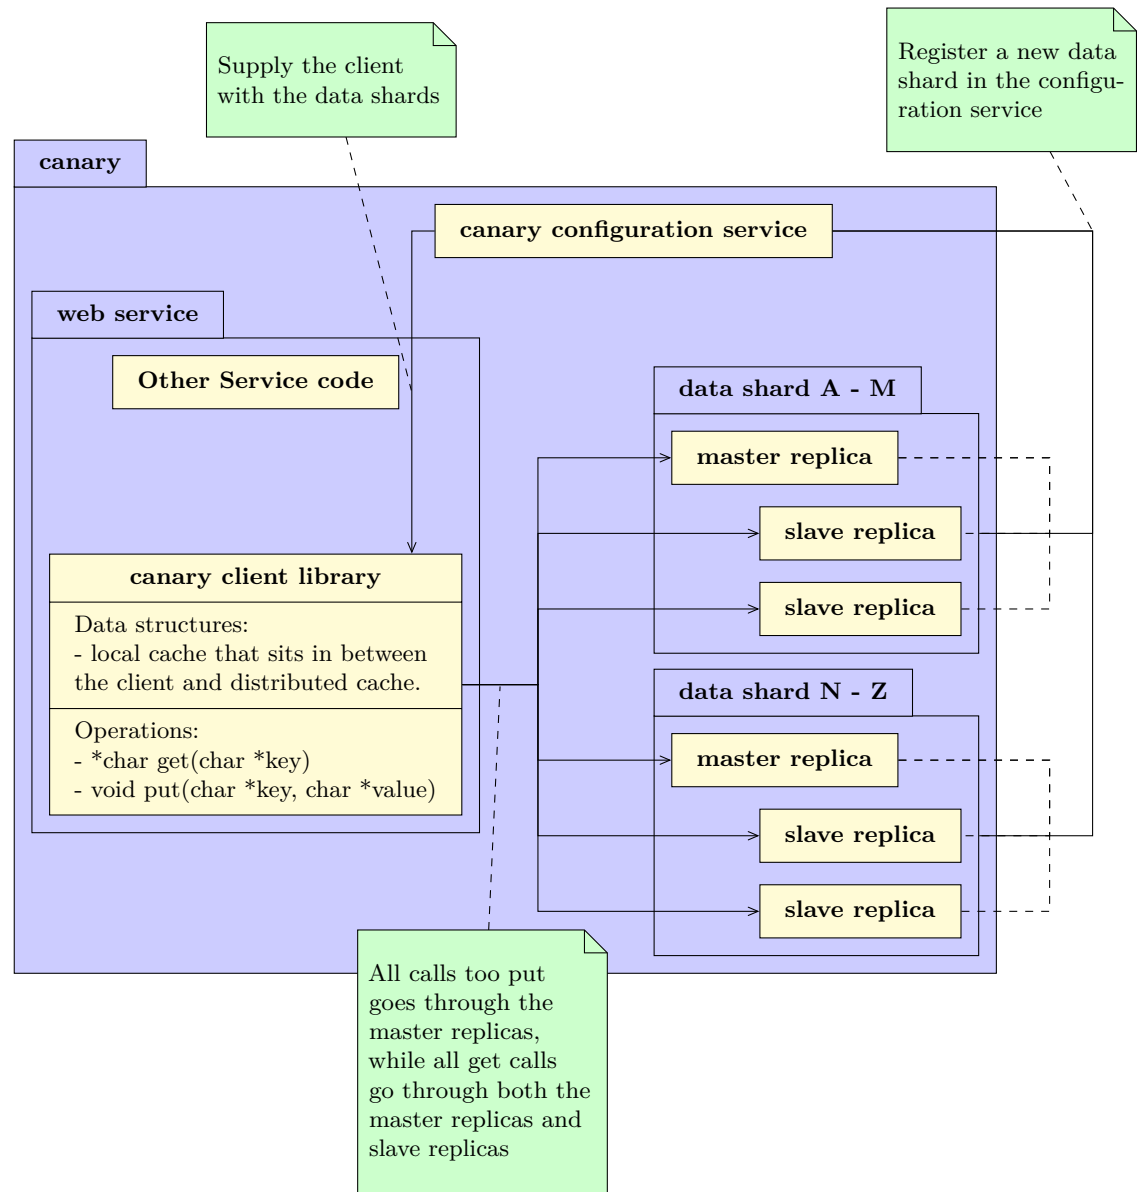 Supply the client
with the data shards
Register a new data
shard in the configu-
ration service
canary
canary configuration service
web service
Other Service code
data shard A - M
master replica
slave replica
slave replica
canary client library
Data structures:
- local cache that sits in between
the client and distributed cache.
Operations:
- *char get(char *key)
- void put(char *key, char *value)
data shard N - Z
master replica
slave replica
slave replica
All calls too put
goes through the
master replicas,
while all get calls
go through both the
master replicas and
slave replicas